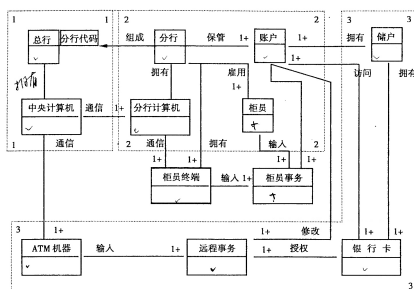 1 1 2 2 3 3
总行 分行代码 组成 分行 保管 1+ 账户 1+ 拥有 储户
1+ 访问 拥有
拥有 雇用
1+
中央计算机 通信 1+ 分行计算机 柜员
1 通信 2 通信 拥有 输入 2
1+ 1+ 1+ 1+
柜员终端 输入 1+ 柜员事务
3 1+ 修改
1+ 1+ 1+ 授权 1+ 1+
ATM机器 输入 1+ 远程事务 1+ 银行卡
3